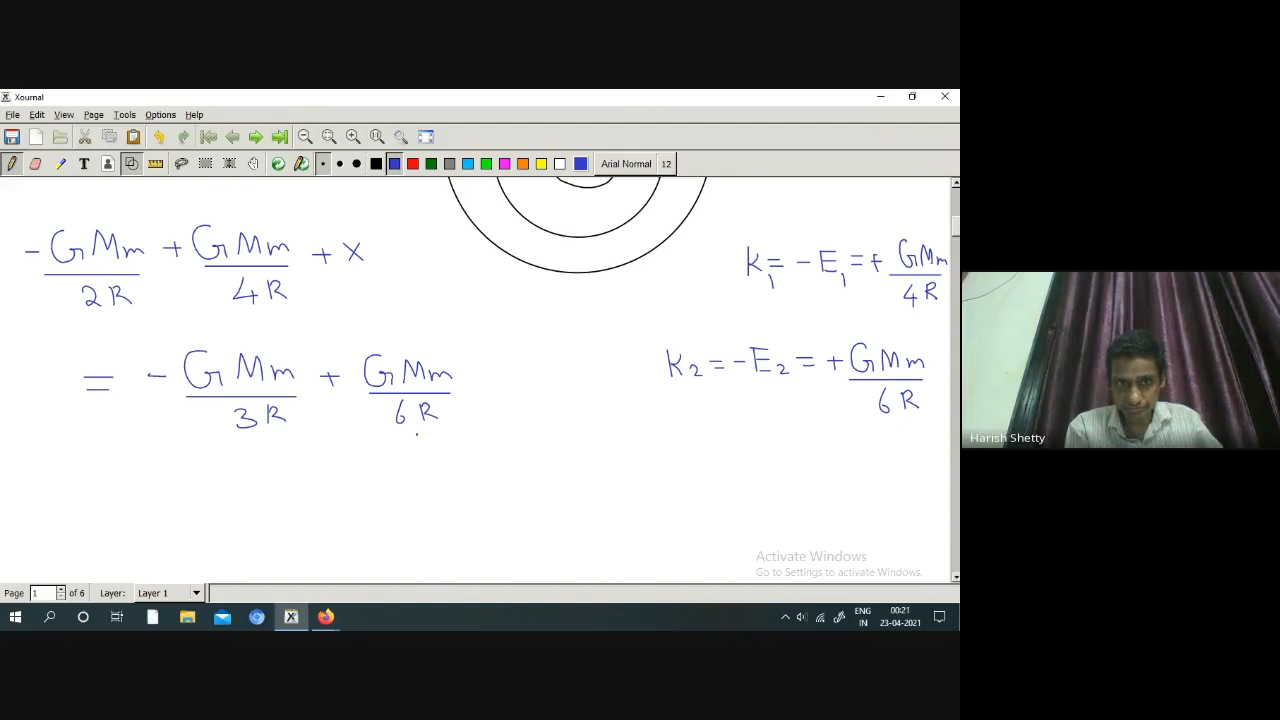 Xournal
File Edit View Page Tools Options Help
T Arial Normal 12
- GMm/2R + GMm/4R + x
= - GMm/3R + GMm/6R
K₁ = - E₁ = + GMm/4R
K₂ = - E₂ = + GMm/6R
Harish Shetty
Activate Windows
Go to Settings to activate Windows.
Page 1 of 6 Layer: Layer 1
ENG 00:21
IN 23-04-2021